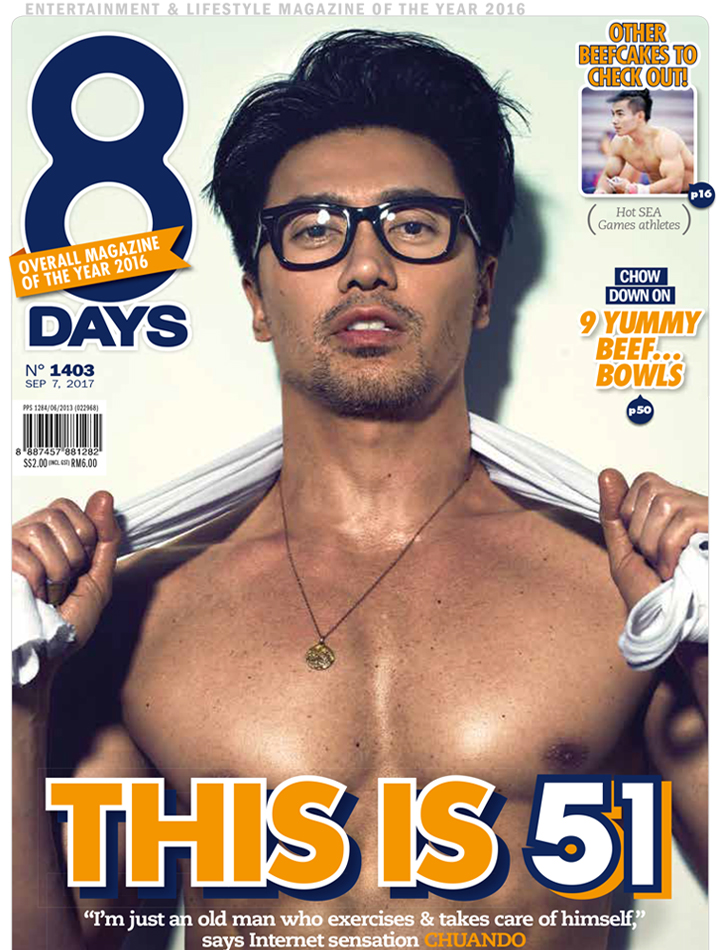 ENTERTAINMENT & LIFESTYLE MAGAZINE OF THE YEAR 2016
8
DAYS
OVERALL MAGAZINE
OF THE YEAR 2016
Nº 1403
SEP 7, 2017
PPS 1284/06/2013 (022968)
8 887457 881282
S$2.00 (INCL GST) RM6.00
OTHER
BEEFCAKES TO
CHECK OUT!
p16
(Hot SEA
Games athletes)
CHOW
DOWN ON
9 YUMMY
BEEF...
BOWLS
p50
THIS IS 51
“I’m just an old man who exercises & takes care of himself,”
says Internet sensation CHUANDO